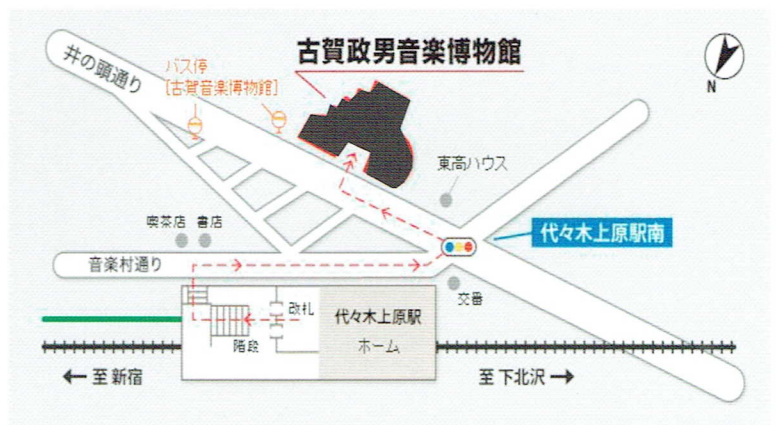 古賀政男音楽博物館
井の頭通り
バス停
[古賀音楽博物館]
N
東高ハウス
喫茶店
書店
代々木上原駅南
音楽村通り
交番
改札
代々木上原駅
ホーム
階段
←至新宿
至下北沢→